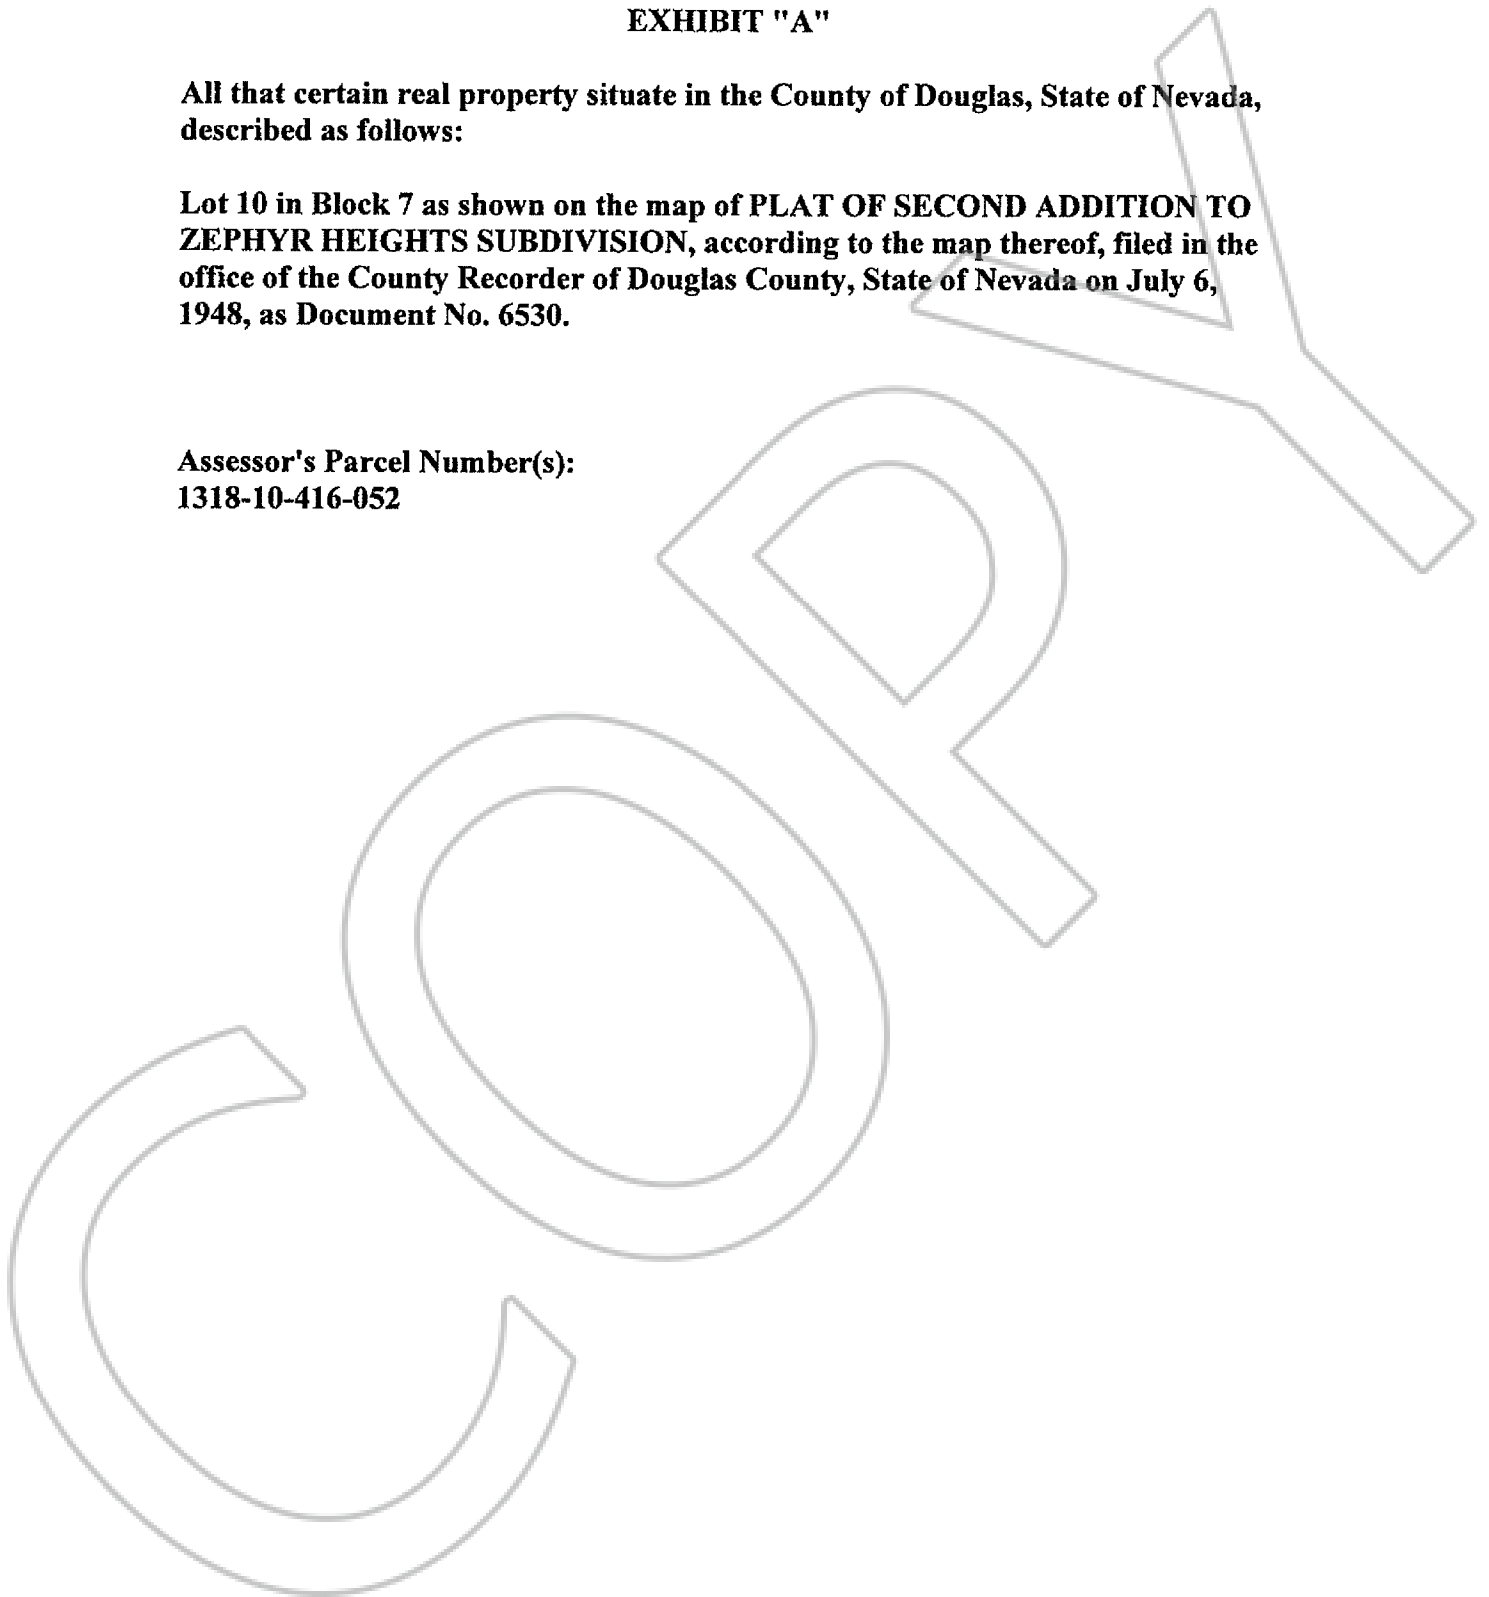 EXHIBIT "A"
All that certain real property situate in the County of Douglas, State of Nevada,
described as follows:
Lot 10 in Block 7 as shown on the map of PLAT OF SECOND ADDITION TO
ZEPHYR HEIGHTS SUBDIVISION, according to the map thereof, filed in the
office of the County Recorder of Douglas County, State of Nevada on July 6,
1948, as Document No. 6530.
Assessor's Parcel Number(s):
1318-10-416-052
COPY